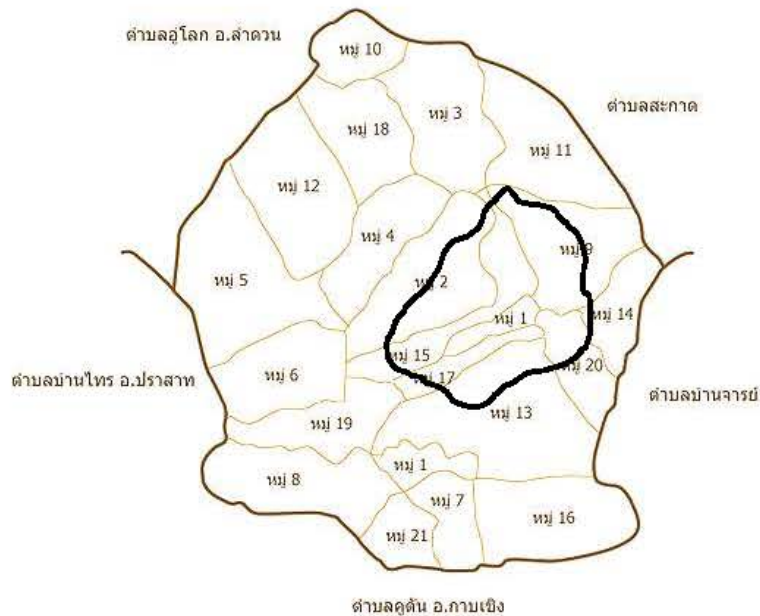 ตำบลอู่โลก อ.ลำดวน
หมู่ 10
ตำบลสะกาด
หมู่ 3
หมู่ 18
หมู่ 11
หมู่ 12
หมู่ 4
หมู่ 9
หมู่ 5
หมู่ 2
หมู่ 14
หมู่ 1
หมู่ 15
หมู่ 20
หมู่ 6
หมู่ 17
ตำบลบ้านไทร อ.ปราสาท
ตำบลบ้านจารย์
หมู่ 13
หมู่ 19
หมู่ 1
หมู่ 8
หมู่ 7
หมู่ 16
หมู่ 21
ตำบลคูตัน อ.กาบเชิง